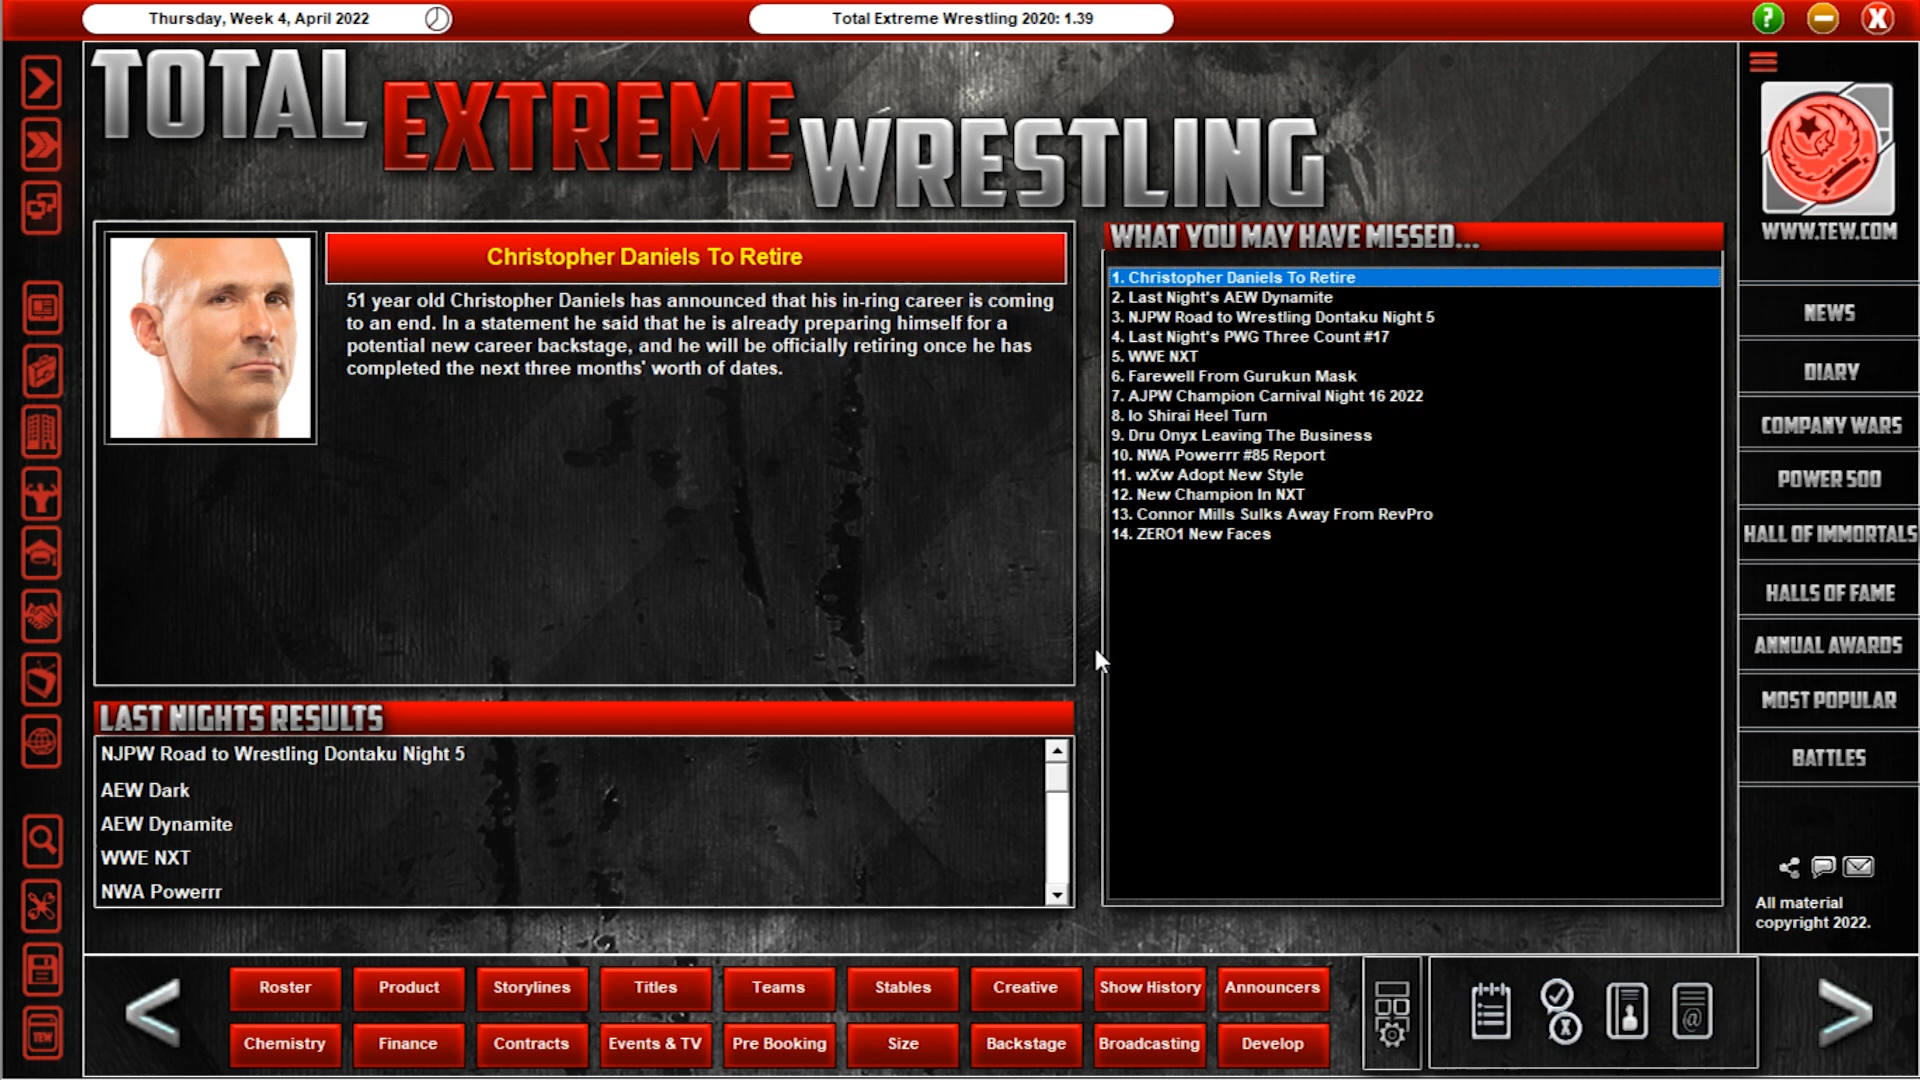 Thursday, Week 4, April 2022
Total Extreme Wrestling 2020: 1.39
TOTAL
EXTREME
WRESTLING
Christopher Daniels To Retire
51 year old Christopher Daniels has announced that his in-ring career is coming
to an end. In a statement he said that he is already preparing himself for a
potential new career backstage, and he will be officially retiring once he has
completed the next three months' worth of dates.
LAST NIGHTS RESULTS
NJPW Road to Wrestling Dontaku Night 5
AEW Dark
AEW Dynamite
WWE NXT
NWA Powerrr
WHAT YOU MAY HAVE MISSED...
1. Christopher Daniels To Retire
2. Last Night's AEW Dynamite
3. NJPW Road to Wrestling Dontaku Night 5
4. Last Night's PWG Three Count #17
5. WWE NXT
6. Farewell From Gurukun Mask
7. AJPW Champion Carnival Night 16 2022
8. Io Shirai Heel Turn
9. Dru Onyx Leaving The Business
10. NWA Powerrr #85 Report
11. wXw Adopt New Style
12. New Champion In NXT
13. Connor Mills Sulks Away From RevPro
14. ZERO1 New Faces
WWW.TEW.COM
NEWS
DIARY
COMPANY WARS
POWER 500
HALL OF IMMORTALS
HALLS OF FAME
ANNUAL AWARDS
MOST POPULAR
BATTLES
All material
copyright 2022.
TEW
Roster Product Storylines Titles Teams Stables Creative Show History Announcers
Chemistry Finance Contracts Events & TV Pre Booking Size Backstage Broadcasting Develop